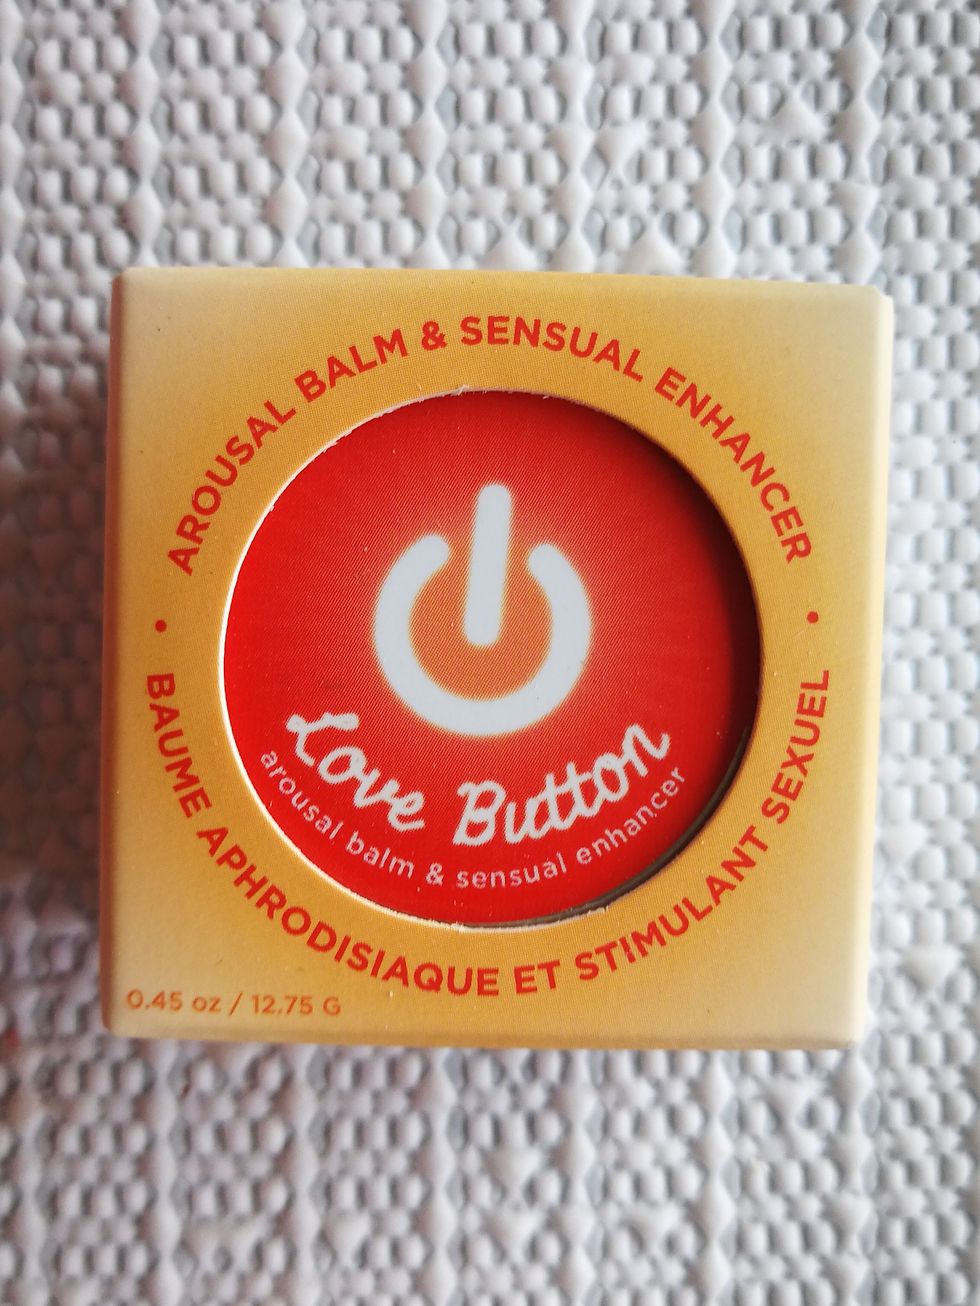 AROUSAL BALM & SENSUAL ENHANCER
Love Button
arousal balm & sensual enhancer
• BAUME APHRODISIAQUE ET STIMULANT SEXUEL •
0.45 oz / 12.75 G